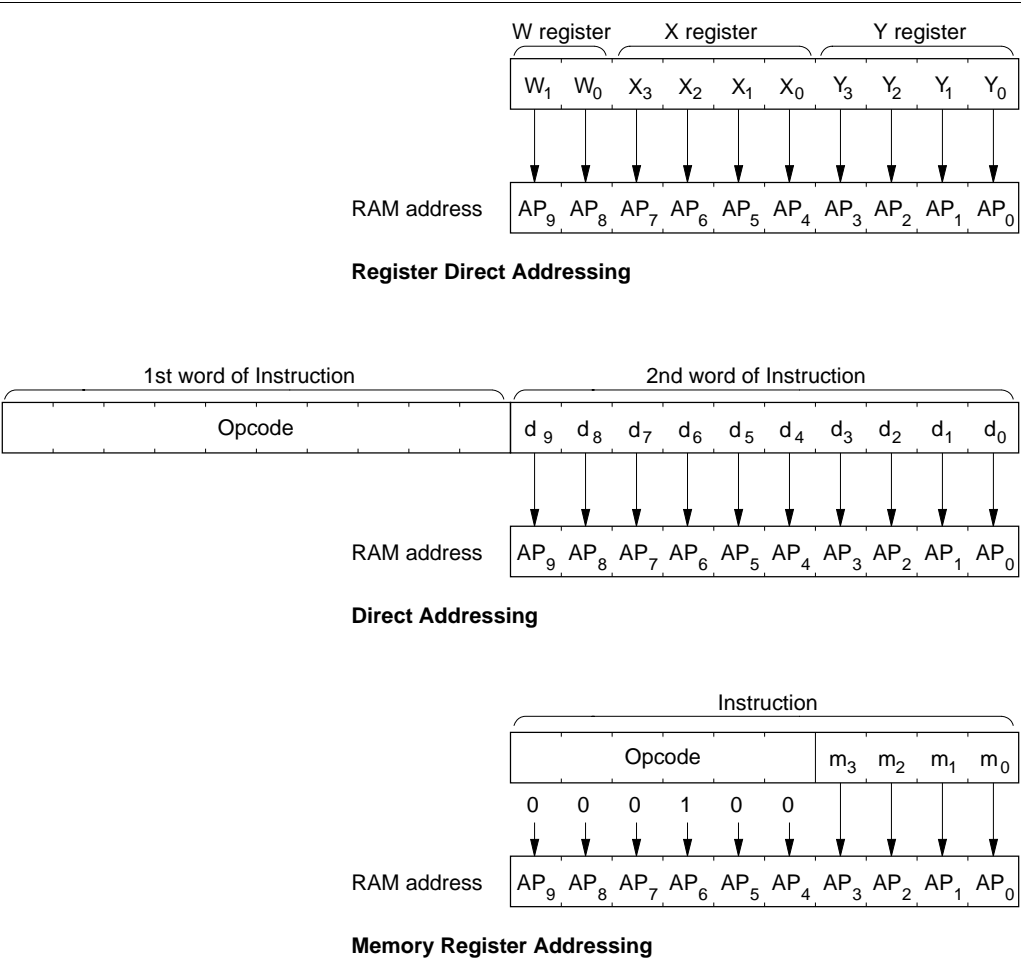 W register X register Y register
W1 W0 X3 X2 X1 X0 Y3 Y2 Y1 Y0
RAM address AP9 AP8 AP7 AP6 AP5 AP4 AP3 AP2 AP1 AP0
Register Direct Addressing
1st word of Instruction 2nd word of Instruction
Opcode d9 d8 d7 d6 d5 d4 d3 d2 d1 d0
RAM address AP9 AP8 AP7 AP6 AP5 AP4 AP3 AP2 AP1 AP0
Direct Addressing
Instruction
Opcode m3 m2 m1 m0
0 0 0 1 0 0
RAM address AP9 AP8 AP7 AP6 AP5 AP4 AP3 AP2 AP1 AP0
Memory Register Addressing